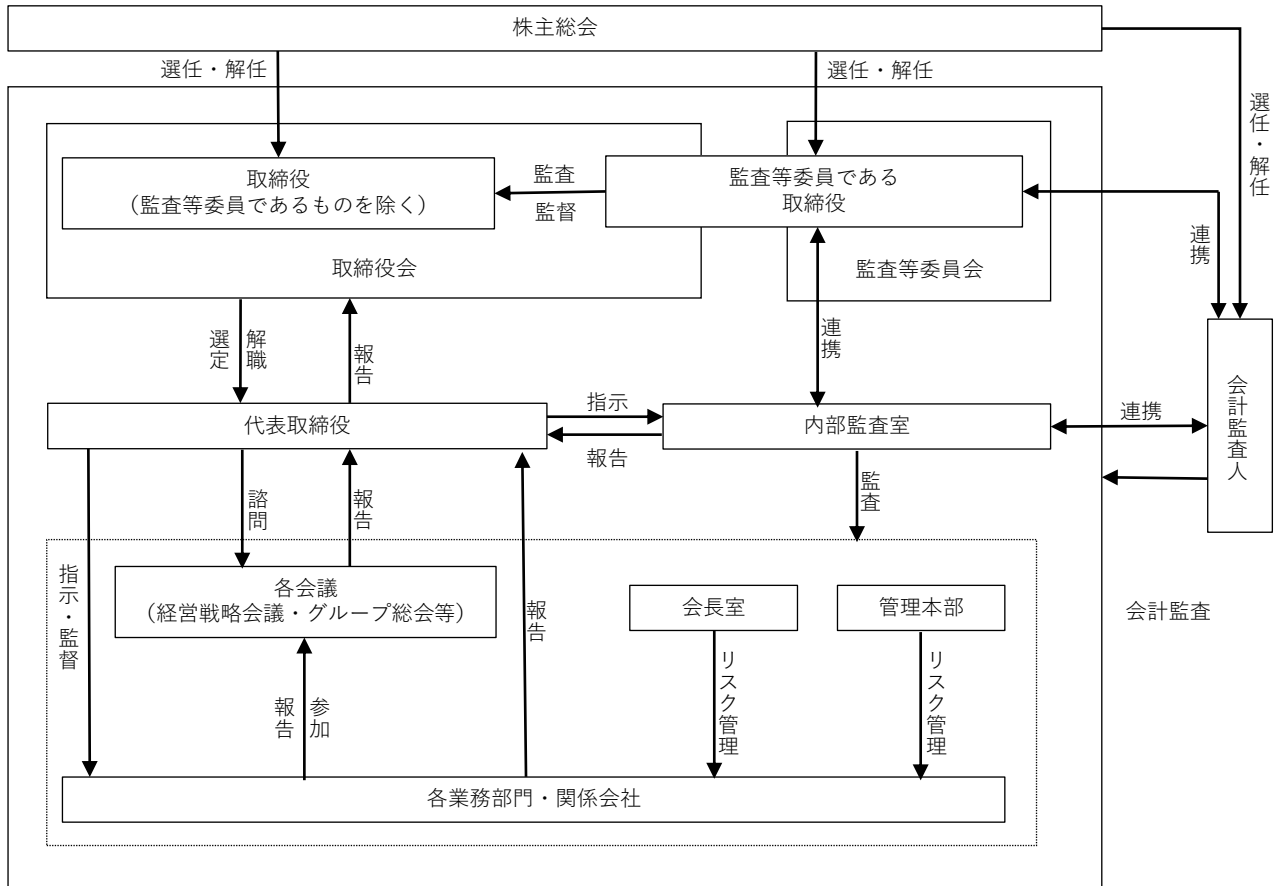 株主総会
選任・解任
選任・解任
選任・解任
取締役
（監査等委員であるものを除く）
監査
監督
監査等委員である
取締役
取締役会
監査等委員会
連携
選定
解職
報告
連携
会計監査人
代表取締役
指示
報告
内部監査室
連携
諮問
報告
監査
指示・監督
各会議
（経営戦略会議・グループ総会等）
報告
会長室
管理本部
会計監査
報告
参加
リスク管理
リスク管理
各業務部門・関係会社